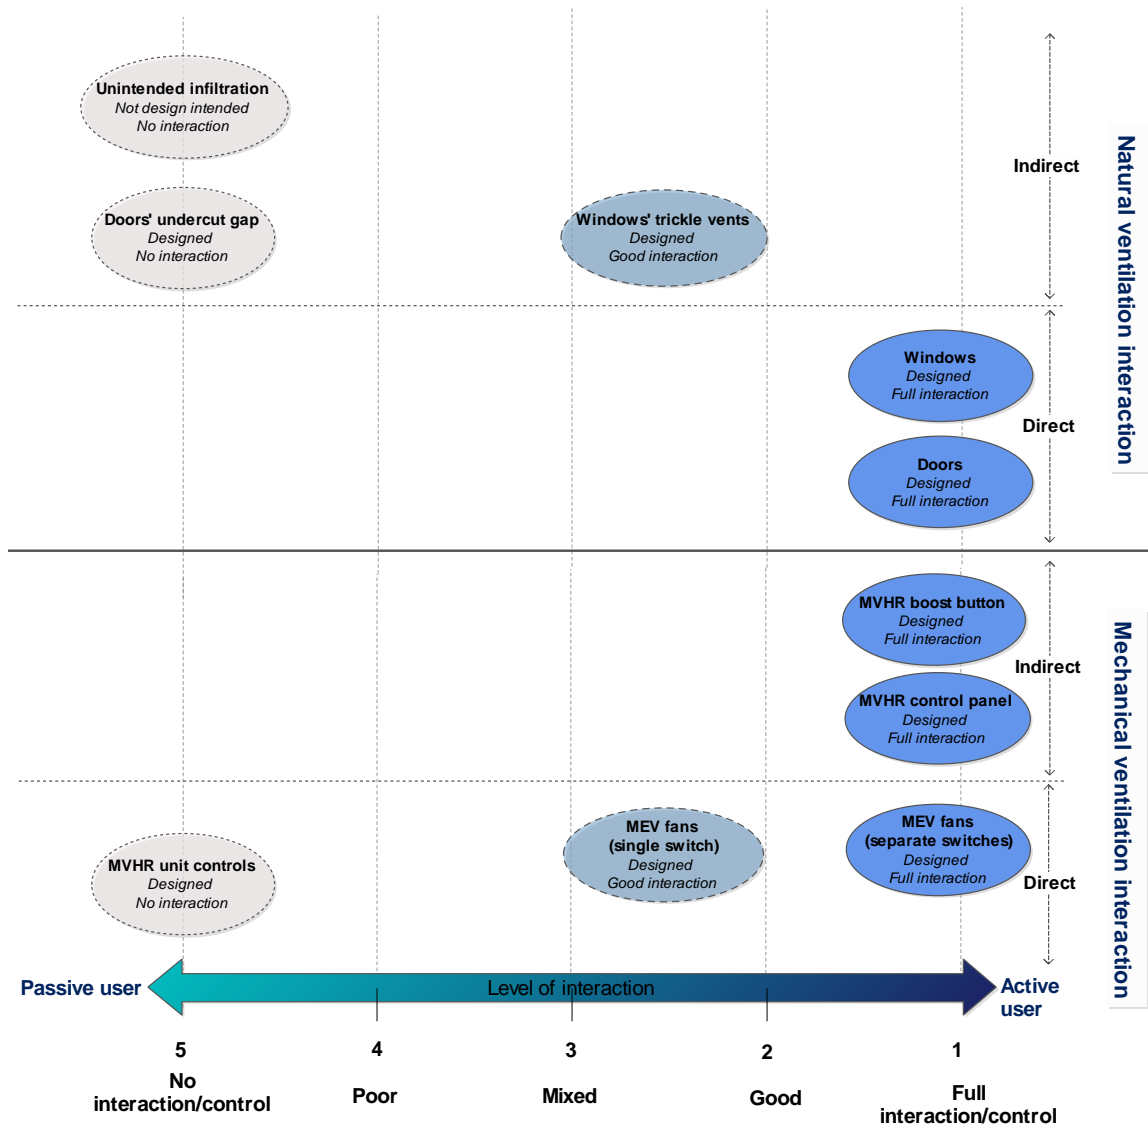 Unintended infiltration
Not design intended
No interaction
Indirect
Natural ventilation interaction
Doors' undercut gap
Designed
No interaction
Windows' trickle vents
Designed
Good interaction
Windows
Designed
Full interaction
Direct
Doors
Designed
Full interaction
MVHR boost button
Designed
Full interaction
Indirect
Mechanical ventilation interaction
MVHR control panel
Designed
Full interaction
MVHR unit controls
Designed
No interaction
MEV fans
(single switch)
Designed
Good interaction
MEV fans
(separate switches)
Designed
Full interaction
Direct
Passive user
Level of interaction
Active
user
5
4
3
2
1
No
interaction/control
Poor
Mixed
Good
Full
interaction/control